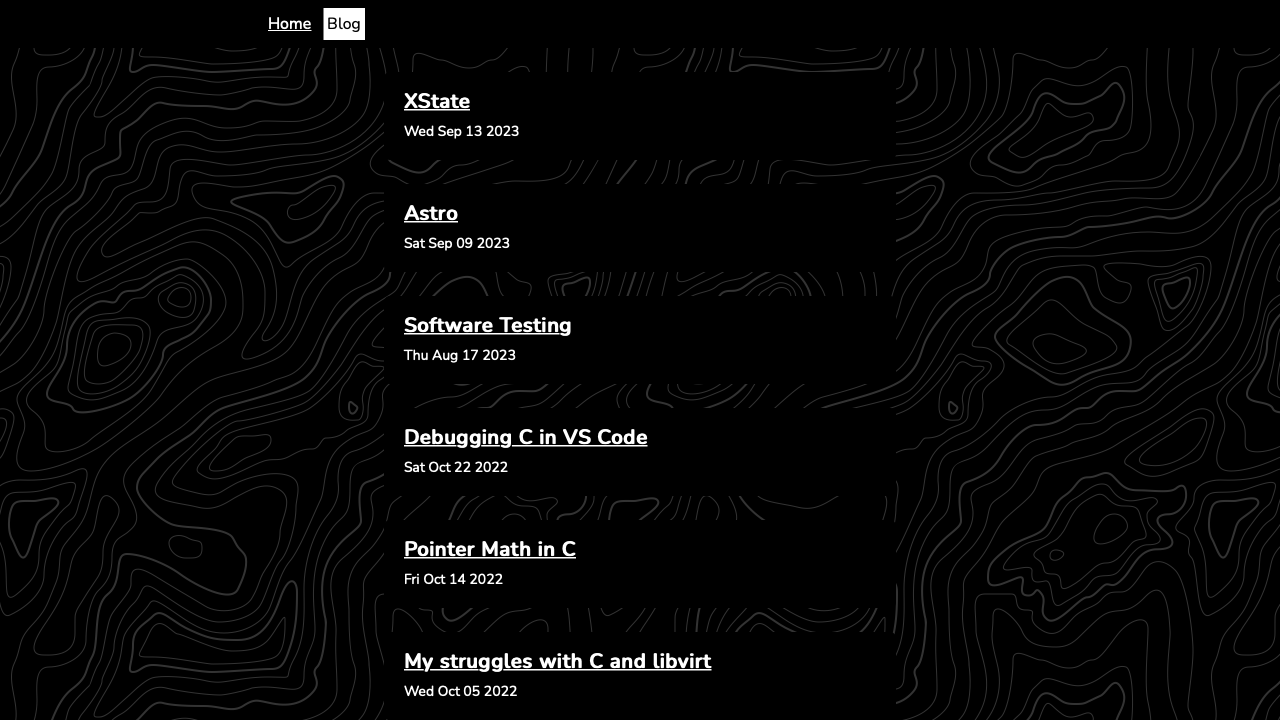 Home Blog
XState
Wed Sep 13 2023
Astro
Sat Sep 09 2023
Software Testing
Thu Aug 17 2023
Debugging C in VS Code
Sat Oct 22 2022
Pointer Math in C
Fri Oct 14 2022
My struggles with C and libvirt
Wed Oct 05 2022